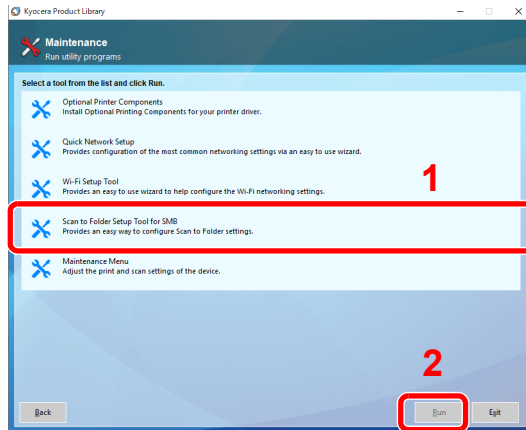 Kyocera Product Library
Maintenance
Run utility programs
Select a tool from the list and click Run.
Optional Printer Components
Install Optional Printing Components for your printer driver.
Quick Network Setup
Provides configuration of the most common networking settings via an easy to use wizard.
1
Wi-Fi Setup Tool
Provides an easy to use wizard to help configure the Wi-Fi networking settings.
Scan to Folder Setup Tool for SMB
Provides an easy way to configure Scan to Folder settings.
Maintenance Menu
Adjust the print and scan settings of the device.
2
Back Run Exit